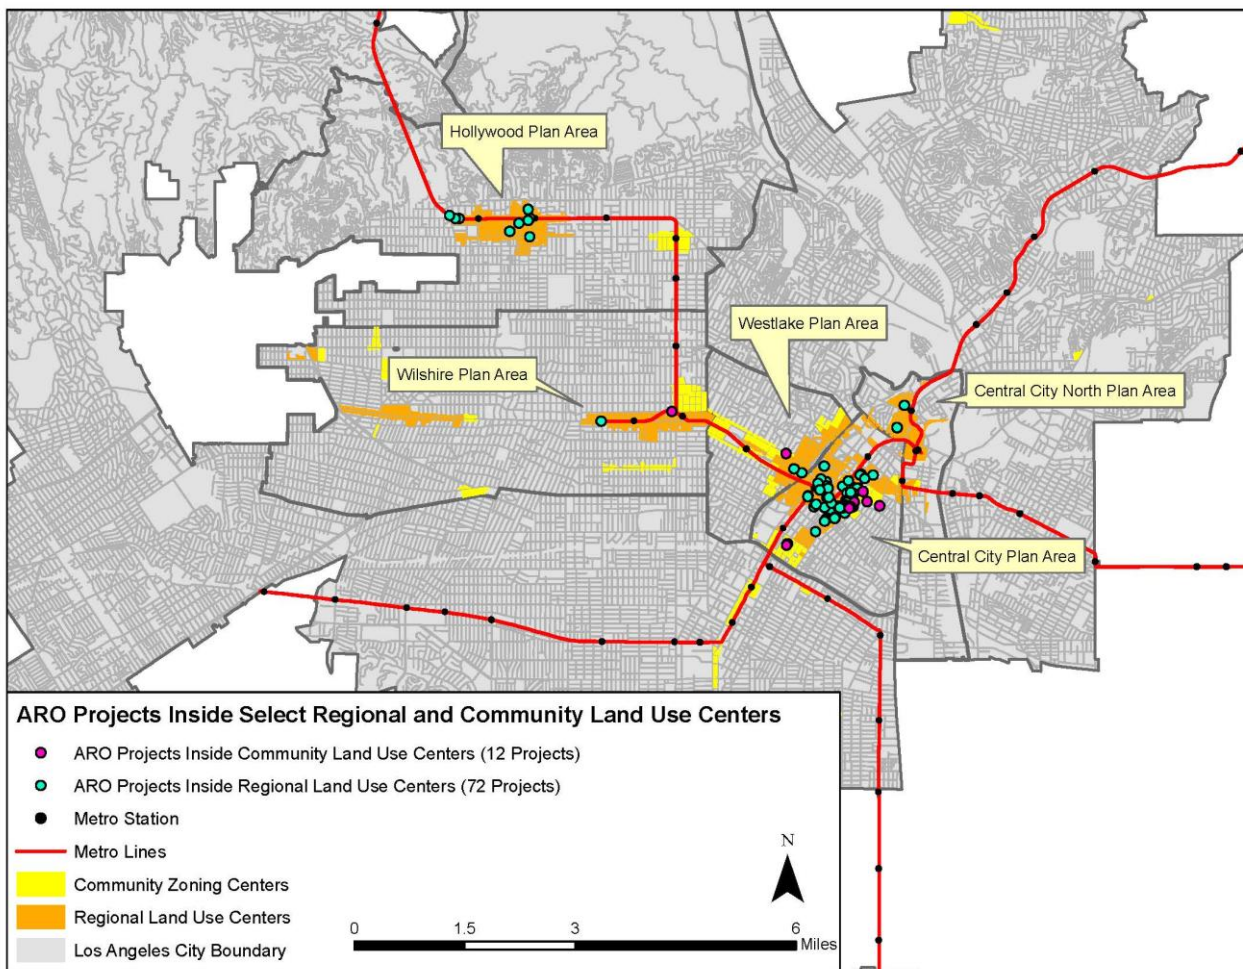 Hollywood Plan Area
Westlake Plan Area
Wilshire Plan Area
Central City North Plan Area
Central City Plan Area
ARO Projects Inside Select Regional and Community Land Use Centers
ARO Projects Inside Community Land Use Centers (12 Projects)
ARO Projects Inside Regional Land Use Centers (72 Projects)
Metro Station
Metro Lines
Community Zoning Centers
Regional Land Use Centers
Los Angeles City Boundary
N
0 1.5 3 6
Miles